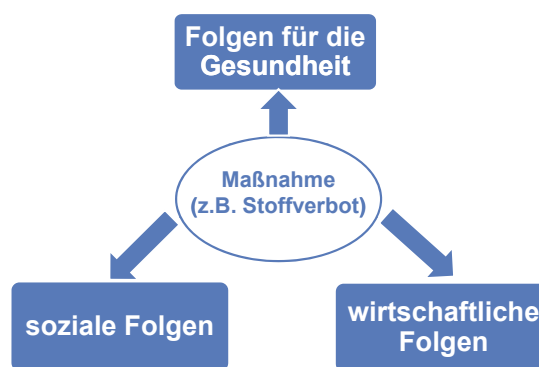 Folgen für die
Gesundheit
Maßnahme
(z.B. Stoffverbot)
soziale Folgen
wirtschaftliche
Folgen